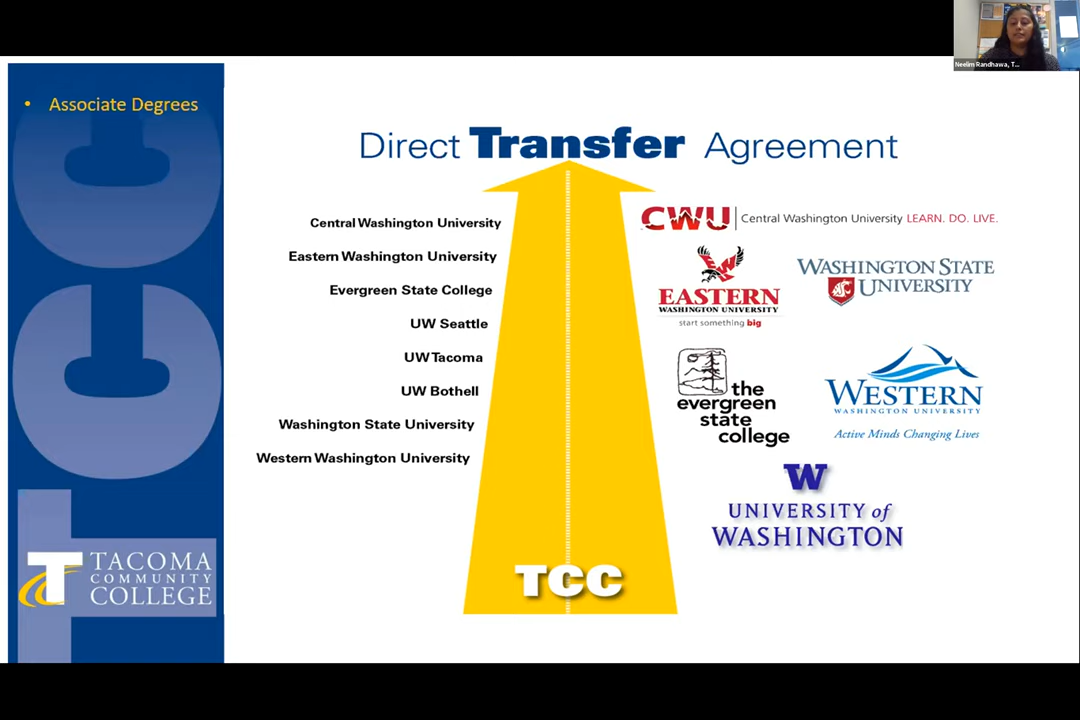 Neelim Randhawa, T...
• Associate Degrees
Direct Transfer Agreement
Central Washington University
Eastern Washington University
Evergreen State College
UW Seattle
UW Tacoma
UW Bothell
Washington State University
Western Washington University
TCC
CWU Central Washington University LEARN. DO. LIVE.
EASTERN
WASHINGTON UNIVERSITY
start something big
WASHINGTON STATE
UNIVERSITY
the
evergreen
state
college
WESTERN
WASHINGTON UNIVERSITY
Active Minds Changing Lives
W
UNIVERSITY of
WASHINGTON
TCC
T TACOMA
COMMUNITY
COLLEGE